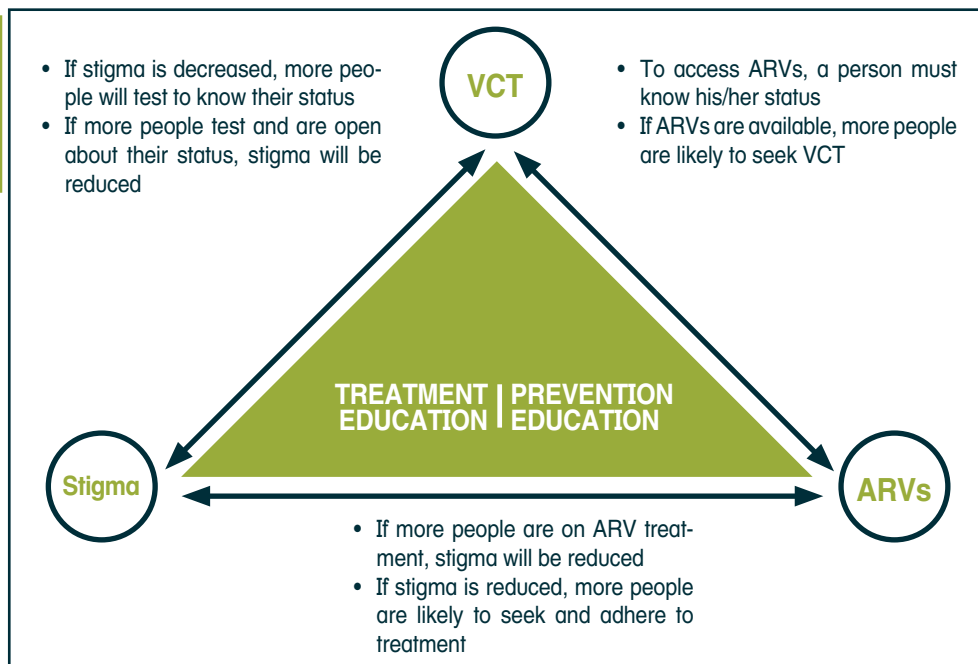 • If stigma is decreased, more peo-
ple will test to know their status
• If more people test and are open
about their status, stigma will be
reduced
VCT
• To access ARVs, a person must
know his/her status
• If ARVs are available, more people
are likely to seek VCT
TREATMENT | PREVENTION
EDUCATION | EDUCATION
Stigma
ARVs
• If more people are on ARV treat-
ment, stigma will be reduced
• If stigma is reduced, more people
are likely to seek and adhere to
treatment